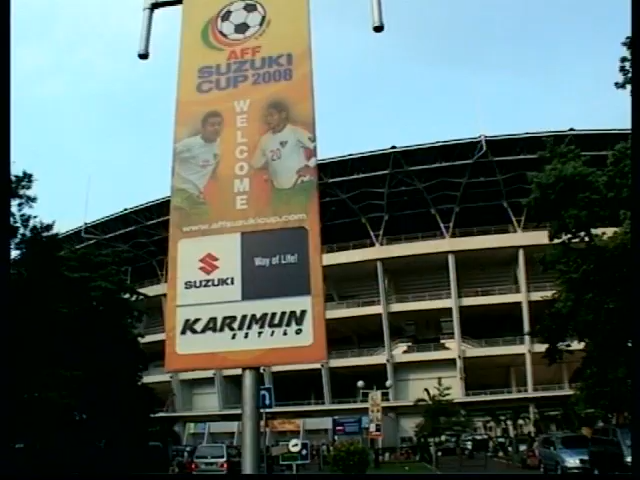 AFF
SUZUKI
CUP 2008
WELCOME
20
www.affsuzukicup.com
SUZUKI
Way of Life!
KARIMUN
ESTILO